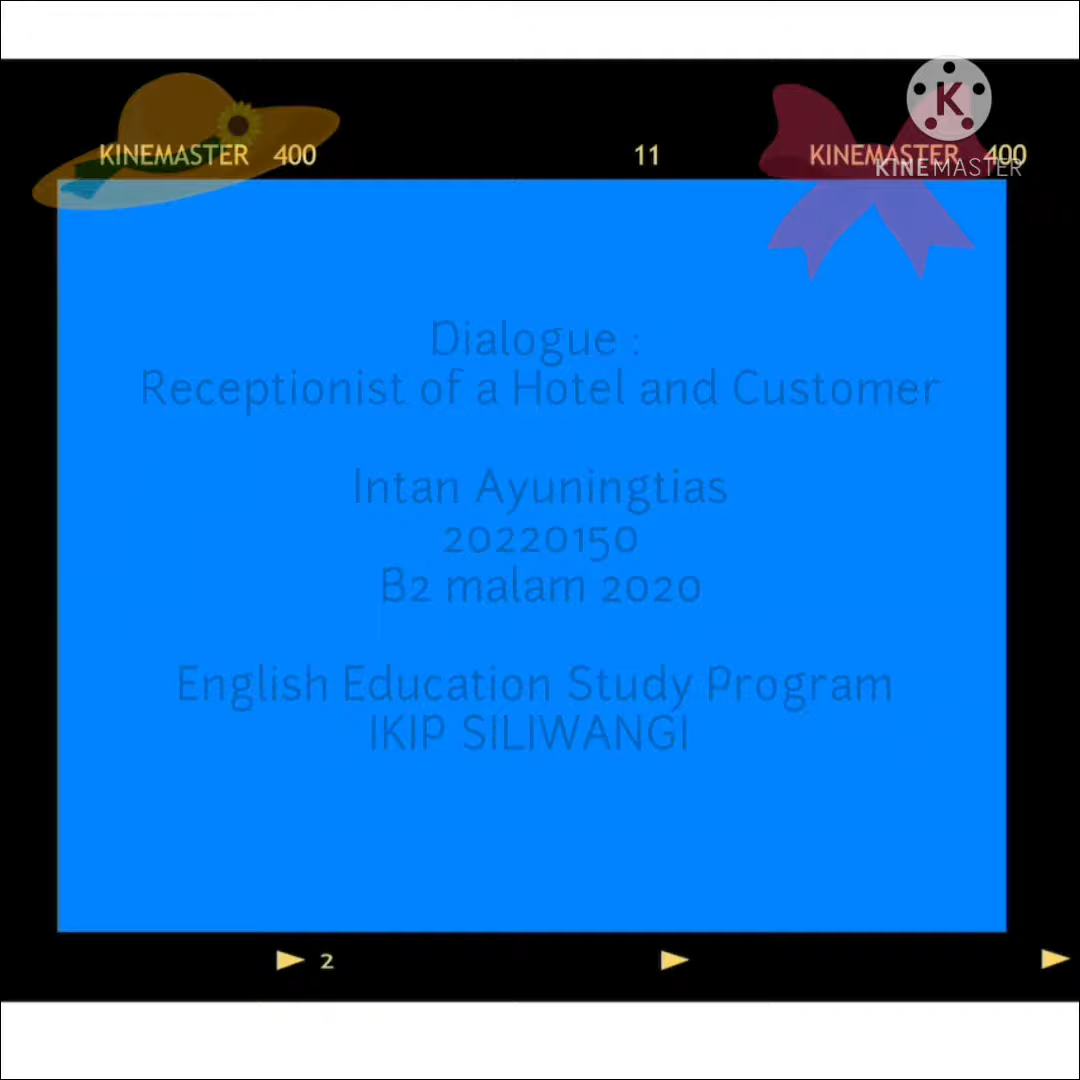 KINEMASTER 400 11 KINEMASTER 400
KINEMASTER
Dialogue :
Receptionist of a Hotel and Customer
Intan Ayuningtias
20220150
B2 malam 2020
English Education Study Program
IKIP SILIWANGI
2